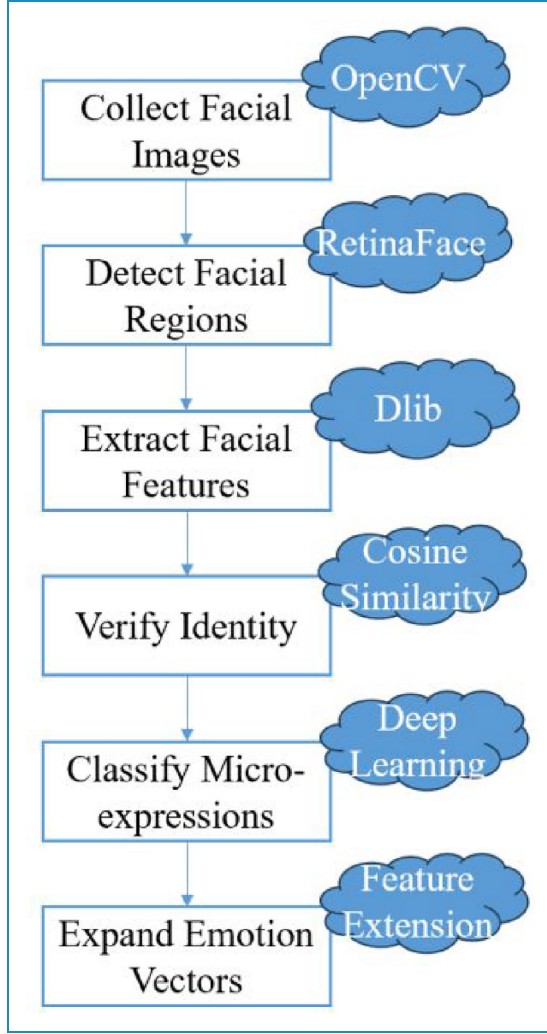 OpenCV
Collect Facial
Images
RetinaFace
Detect Facial
Regions
Dlib
Extract Facial
Features
Cosine
Similarity
Verify Identity
Deep
Learning
Classify Micro-
expressions
Feature
Extension
Expand Emotion
Vectors